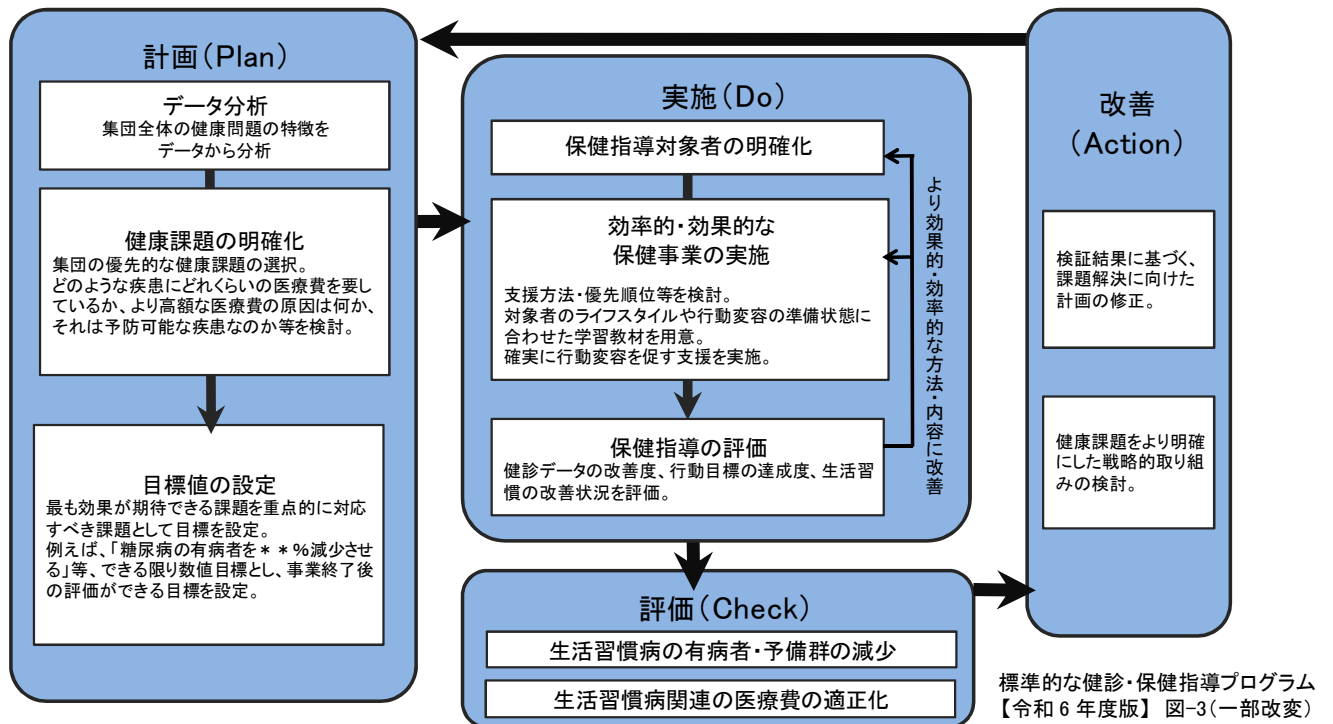 計画(Plan)
データ分析
集団全体の健康問題の特徴を
データから分析
健康課題の明確化
集団の優先的な健康課題の選択。
どのような疾患にどれくらいの医療費を要し
ているか、より高額な医療費の原因は何か、
それは予防可能な疾患なのか等を検討。
目標値の設定
最も効果が期待できる課題を重点的に対応
すべき課題として目標を設定。
例えば、「糖尿病の有病者を＊＊%減少させ
る」等、できる限り数値目標とし、事業終了後
の評価ができる目標を設定。
実施(Do)
保健指導対象者の明確化
効率的・効果的な
保健事業の実施
支援方法・優先順位等を検討。
対象者のライフスタイルや行動変容の準備状態に
合わせた学習教材を用意。
確実に行動変容を促す支援を実施。
保健指導の評価
健診データの改善度、行動目標の達成度、生活習
慣の改善状況を評価。
より効果的・効率的な方法・内容に改善
評価(Check)
生活習慣病の有病者・予備群の減少
生活習慣病関連の医療費の適正化
改善
(Action)
検証結果に基づく、
課題解決に向けた
計画の修正。
健康課題をより明確
にした戦略的取り組
みの検討。
標準的な健診・保健指導プログラム
【令和6年度版】 図-3(一部改変)